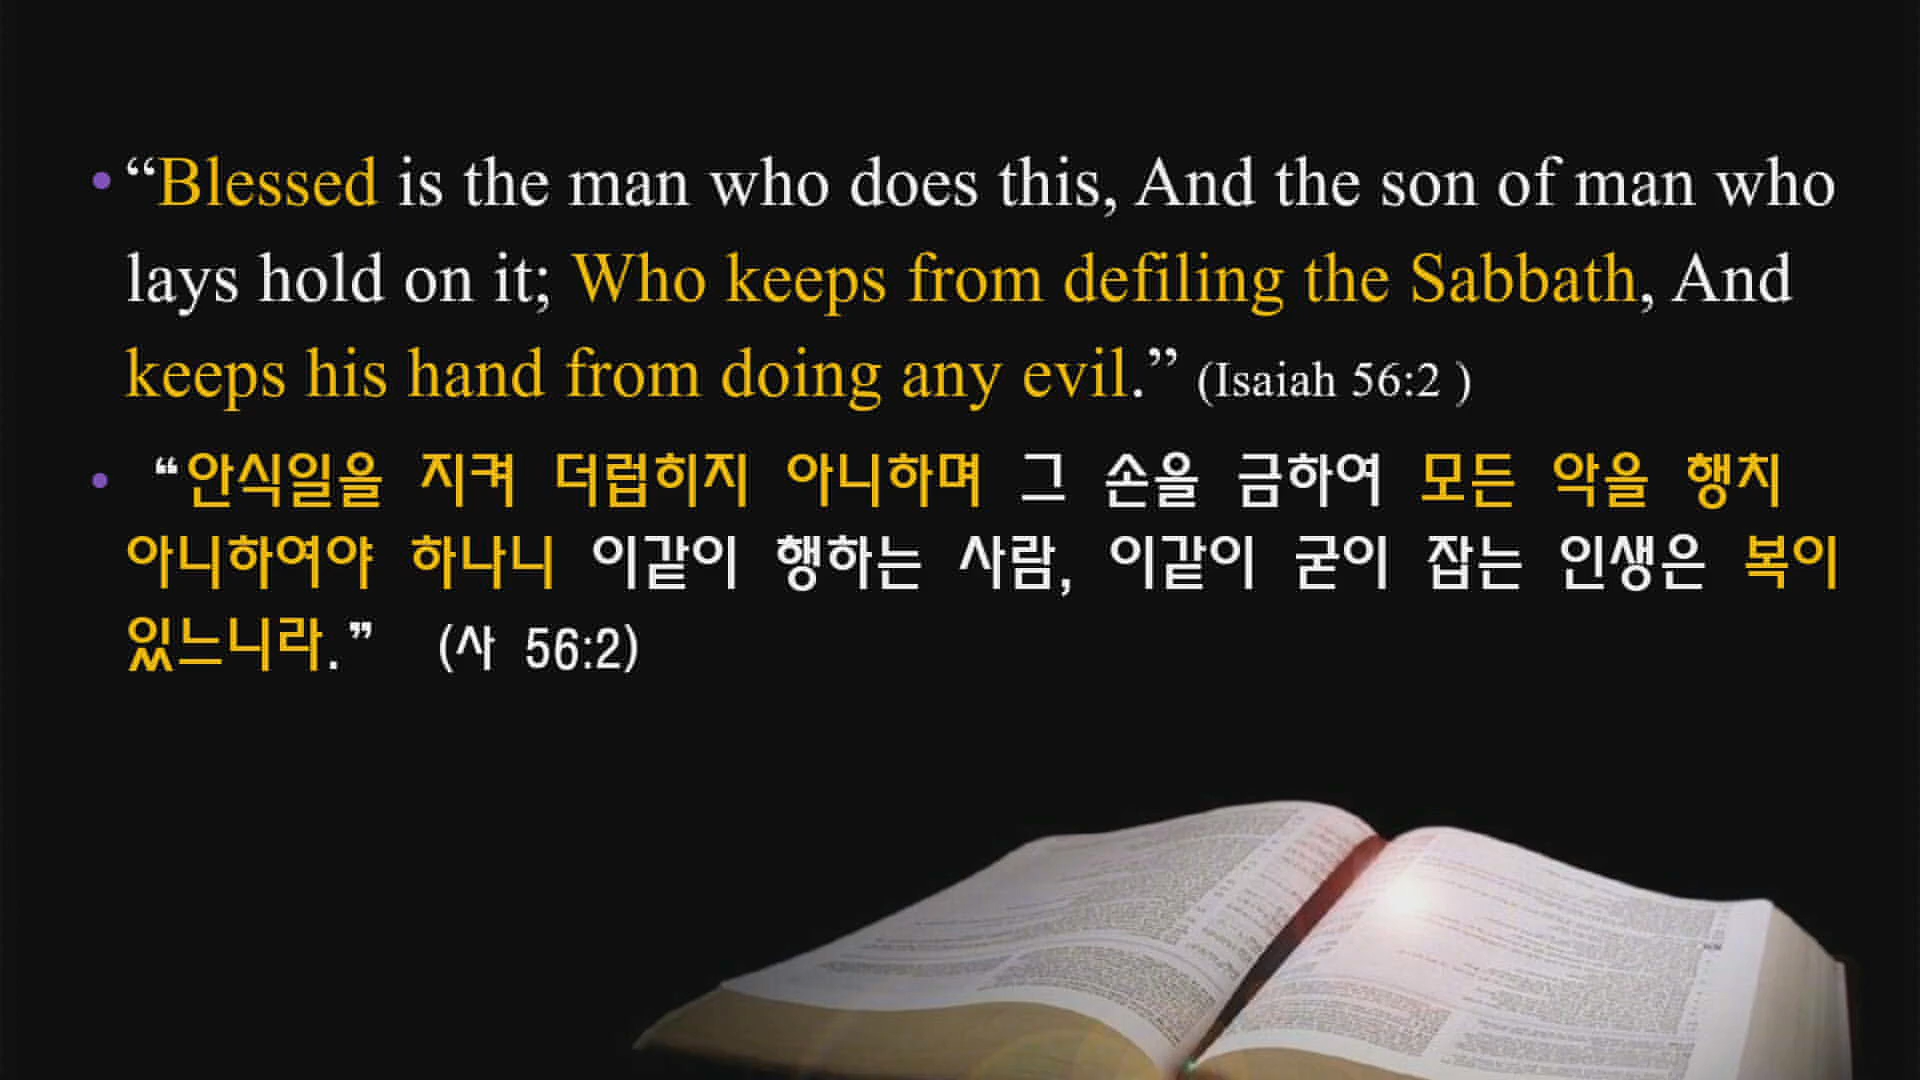 • “Blessed is the man who does this, And the son of man who
lays hold on it; Who keeps from defiling the Sabbath, And
keeps his hand from doing any evil.” (Isaiah 56:2 )
• “안식일을 지켜 더럽히지 아니하며 그 손을 금하여 모든 악을 행치
아니하여야 하나니 이같이 행하는 사람, 이같이 굳이 잡는 인생은 복이
있느니라.” (사 56:2)